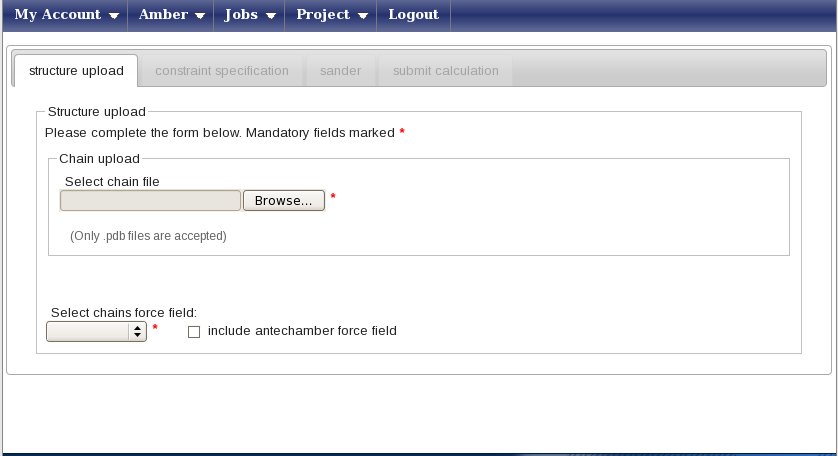 My Account Amber Jobs Project Logout
structure upload constraint specification sander submit calculation
Structure upload
Please complete the form below. Mandatory fields marked *
Chain upload
Select chain file
Browse... *
(Only .pdb files are accepted)
Select chains force field:
* include antechamber force field